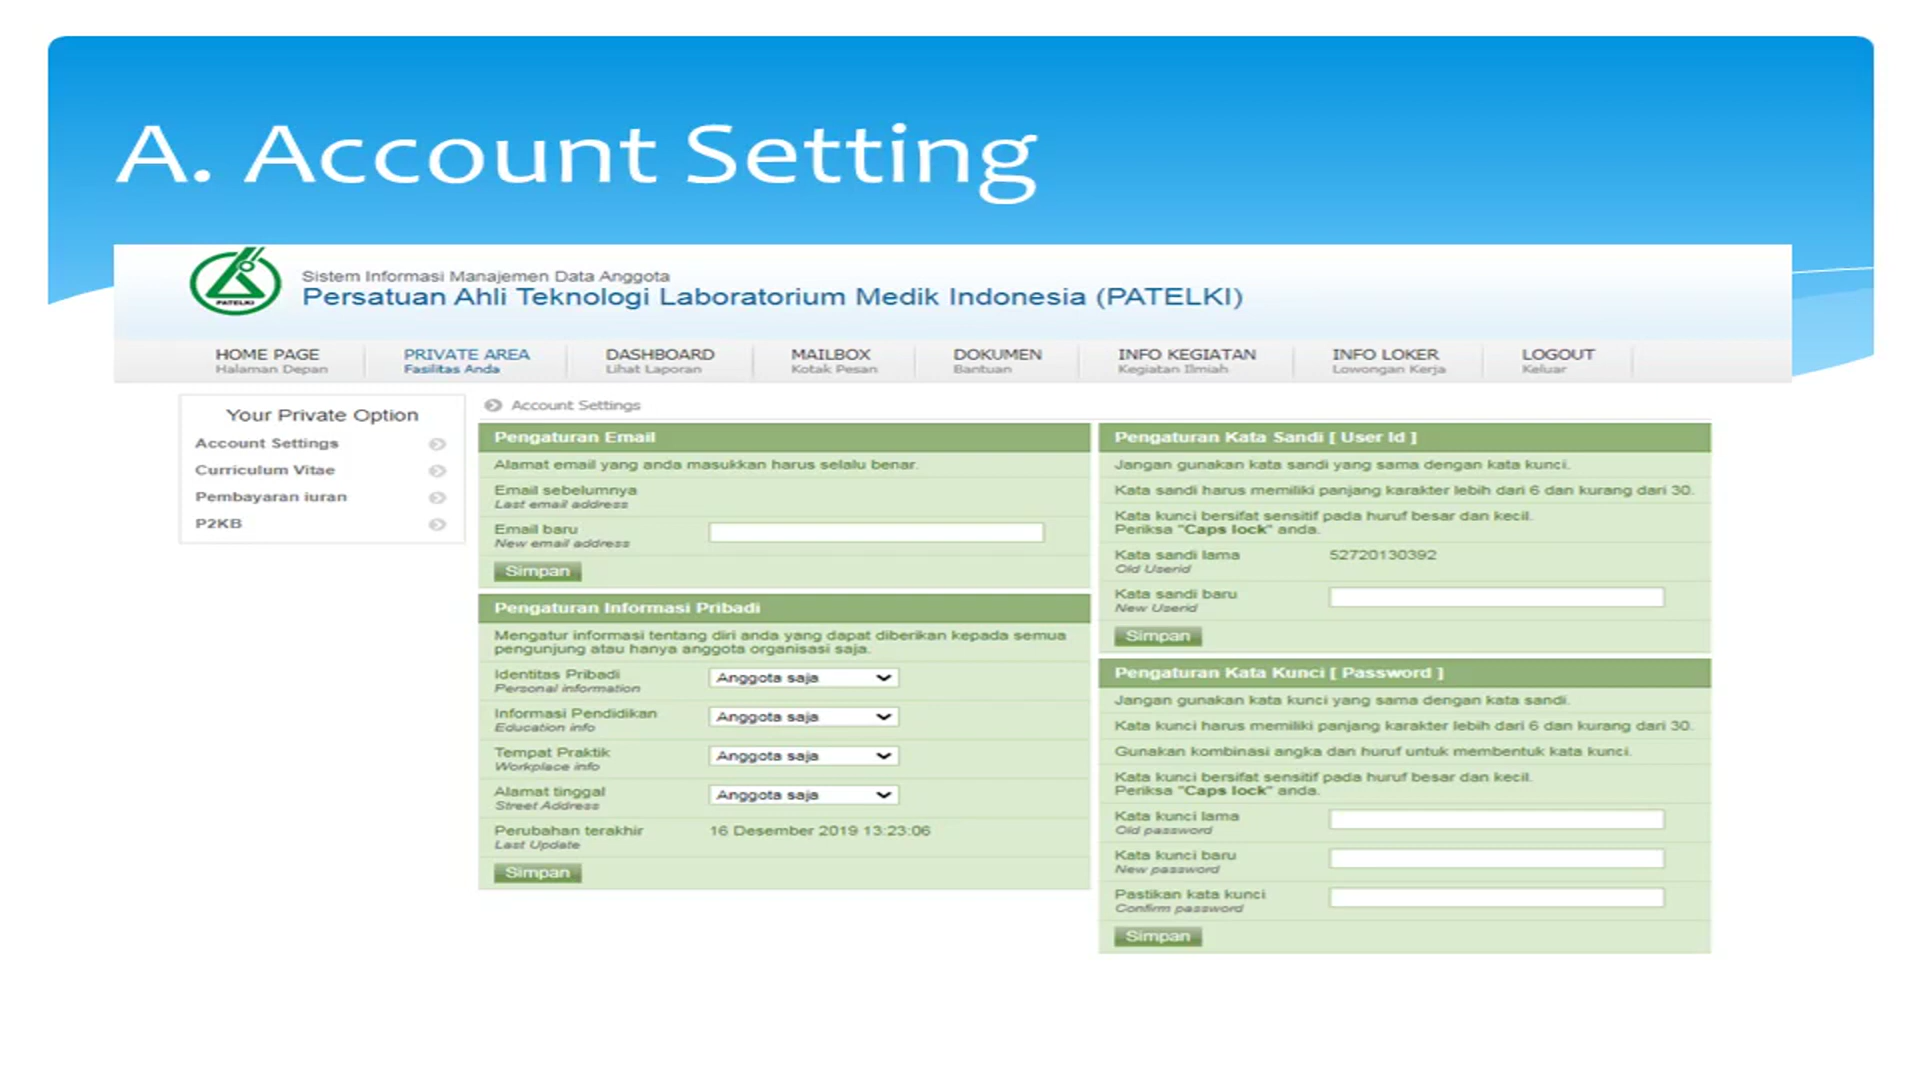 A. Account Setting
PATELKI
Sistem Informasi Manajemen Data Anggota
Persatuan Ahli Teknologi Laboratorium Medik Indonesia (PATELKI)
HOME PAGE PRIVATE AREA DASHBOARD MAILBOX DOKUMEN INFO KEGIATAN INFO LOKER LOGOUT
Halaman Depan Fasilitas Anda Lihat Laporan Kotak Pesan Bantuan Kegiatan Ilmiah Lowongan Kerja Keluar
Your Private Option
Account Settings
Curriculum Vitae
Pembayaran iuran
P2KB
Account Settings
Pengaturan Email
Alamat email yang anda masukkan harus selalu benar.
Email sebelumnya
Last email address
Email baru
New email address
Simpan
Pengaturan Informasi Pribadi
Mengatur informasi tentang diri anda yang dapat diberikan kepada semua
pengunjung atau hanya anggota organisasi saja.
Identitas Pribadi Anggota saja
Personal information
Informasi Pendidikan Anggota saja
Education info
Tempat Praktik Anggota saja
Workplace info
Alamat tinggal Anggota saja
Street Address
Perubahan terakhir 16 Desember 2019 13:23:06
Last Update
Simpan
Pengaturan Kata Sandi [ User Id ]
Jangan gunakan kata sandi yang sama dengan kata kunci.
Kata sandi harus memiliki panjang karakter lebih dari 6 dan kurang dari 30.
Kata kunci bersifat sensitif pada huruf besar dan kecil.
Periksa "Caps lock" anda.
Kata sandi lama 52720130392
Old Userid
Kata sandi baru
New Userid
Simpan
Pengaturan Kata Kunci [ Password ]
Jangan gunakan kata kunci yang sama dengan kata sandi.
Kata kunci harus memiliki panjang karakter lebih dari 6 dan kurang dari 30.
Gunakan kombinasi angka dan huruf untuk membentuk kata kunci.
Kata kunci bersifat sensitif pada huruf besar dan kecil.
Periksa "Caps lock" anda.
Kata kunci lama
Old password
Kata kunci baru
New password
Pastikan kata kunci
Confirm password
Simpan